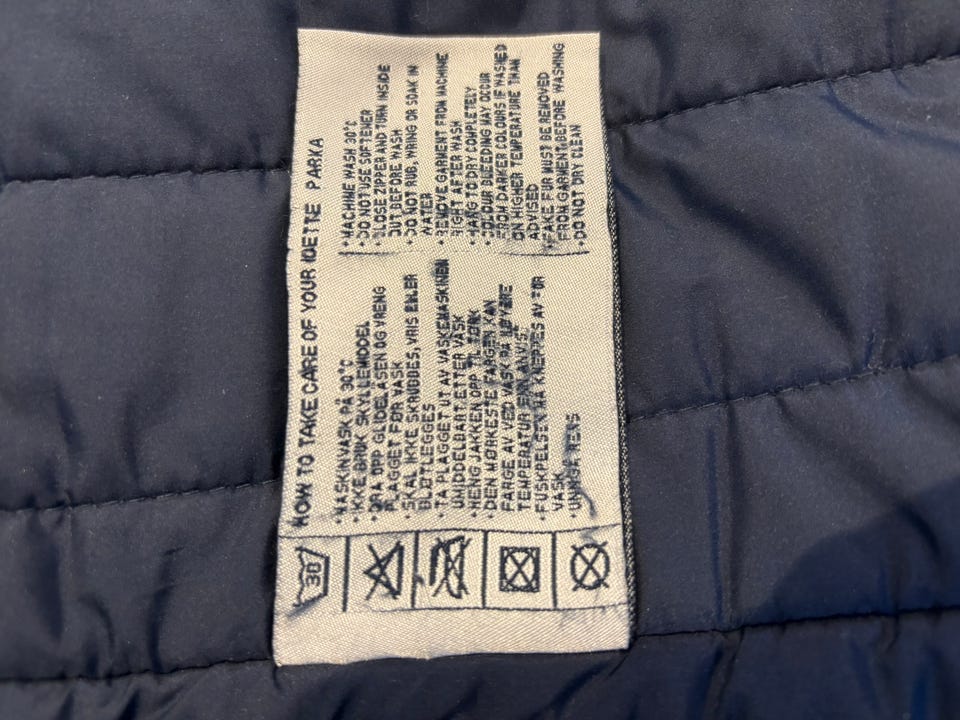 HOW TO TAKE CARE OF YOUR IDETTE PARKA
• MASKINVASK PÅ 30°C
• IKKE BRUK SKYLLEMIDDEL
• DRA OPP GLIDELÅSEN OG VRENG
PLAGGET FØR VASK
• SKAL IKKE SKRUBBES, VRIS ELLER
BLØTLEGGES
• TA PLAGGET UT AV VASKEMASKINEN
UMIDDELBART ETTER VASK
• HENG JAKKEN OPP TIL TØRK
• DEN MØRKESTE FARGEN KAN
FARGE AV VED VASK PÅ HØYERE
TEMPERATUR ENN ANVIST.
• FUSKPELSEN MÅ KNEPPES AV FØR
VASK
RENS
• MACHINE WASH 30°C
• DO NOT USE SOFTENER
• CLOSE ZIPPER AND TURN INSIDE
OUT BEFORE WASH
• DO NOT RUB, WRING OR SOAK IN
WATER
• REMOVE GARMENT FROM MACHINE
RIGHT AFTER WASH
• HANG TO DRY COMPLETELY
• COLOUR BLEEDING MAY OCCUR
FROM DARKER COLOURS IF WASHED
ON HIGHER TEMPERATURE THAN
ADVISED
• FAKE FUR MUST BE REMOVED
FROM GARMENT BEFORE WASHING
• DO NOT DRY CLEAN
30